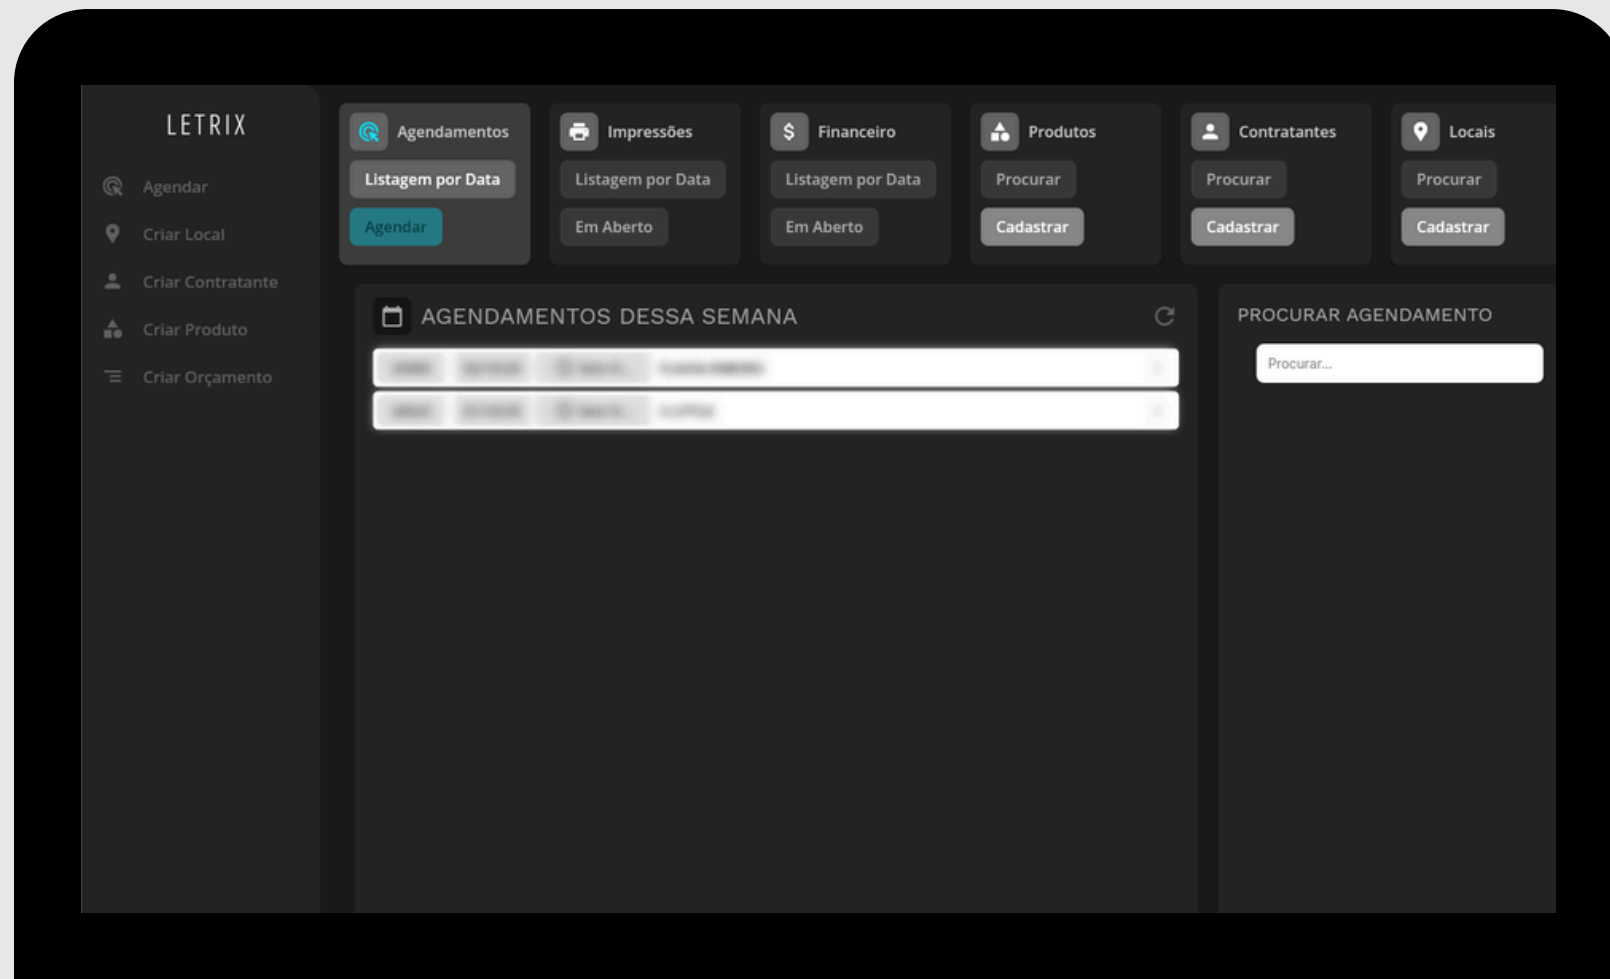 LETRIX
Agendar
Criar Local
Criar Contratante
Criar Produto
Criar Orçamento
Agendamentos
Listagem por Data
Agendar
Impressões
Listagem por Data
Em Aberto
Financeiro
Listagem por Data
Em Aberto
Produtos
Procurar
Cadastrar
Contratantes
Procurar
Cadastrar
Locais
Procurar
Cadastrar
AGENDAMENTOS DESSA SEMANA
PROCURAR AGENDAMENTO
Procurar...